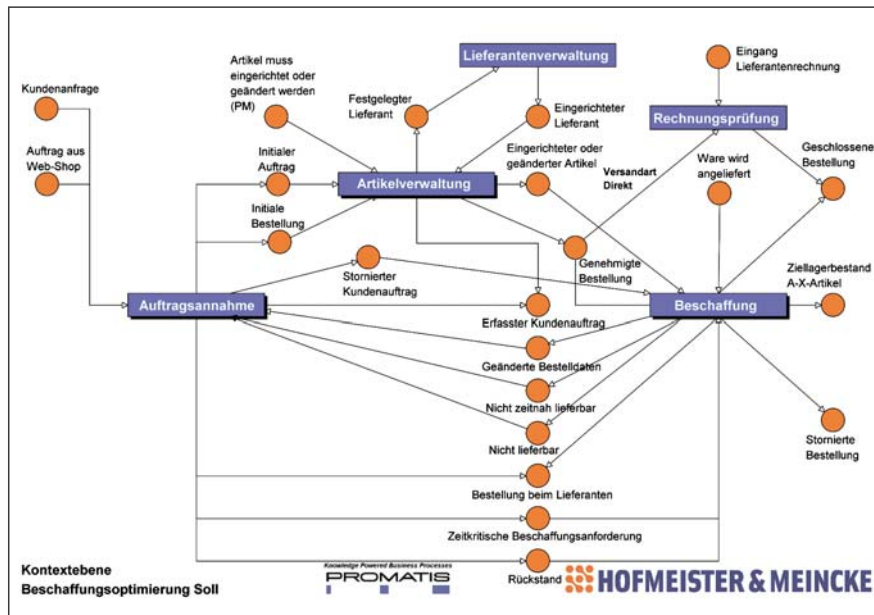 Kundenanfrage
Auftrag aus
Web-Shop
Artikel muss
eingerichtet oder
geändert werden
(PM)
Initialer
Auftrag
Initiale
Bestellung
Festgelegter
Lieferant
Lieferantenverwaltung
Eingerichteter
Lieferant
Eingang
Lieferantenrechnung
Rechnungsprüfung
Geschlossene
Bestellung
Eingerichteter oder
geänderter Artikel
Versandart
Direkt
Ware wird
angeliefert
Artikelverwaltung
Genehmigte
Bestellung
Stornierter
Kundenauftrag
Ziellagerbestand
A-X-Artikel
Auftragsannahme
Beschaffung
Erfasster Kundenauftrag
Geänderte Bestelldaten
Nicht zeitnah lieferbar
Nicht lieferbar
Stornierte
Bestellung
Bestellung beim Lieferanten
Zeitkritische Beschaffungsanforderung
Rückstand
Kontextebene
Beschaffungsoptimierung Soll
Knowledge Powered Business Processes
PROMATIS
HOFMEISTER & MEINCKE